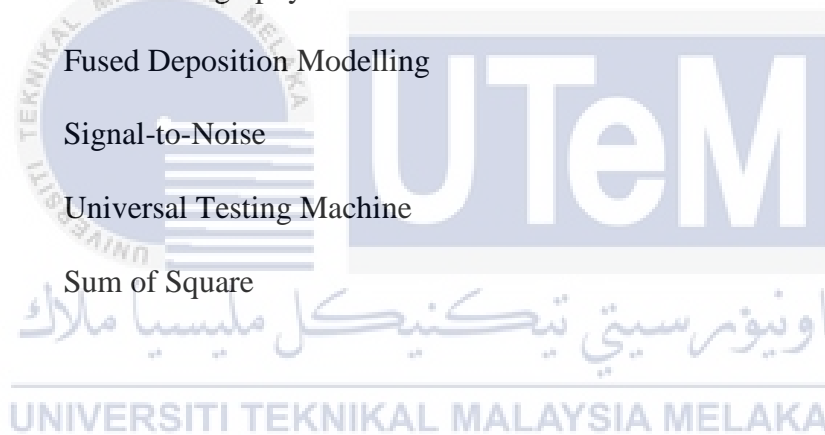 Fused Deposition Modelling
Signal-to-Noise
Universal Testing Machine
Sum of Square
UTeM
اونيۏرسيتي تيكنيكل مليسيا ملاك
UNIVERSITI TEKNIKAL MALAYSIA MELAKA